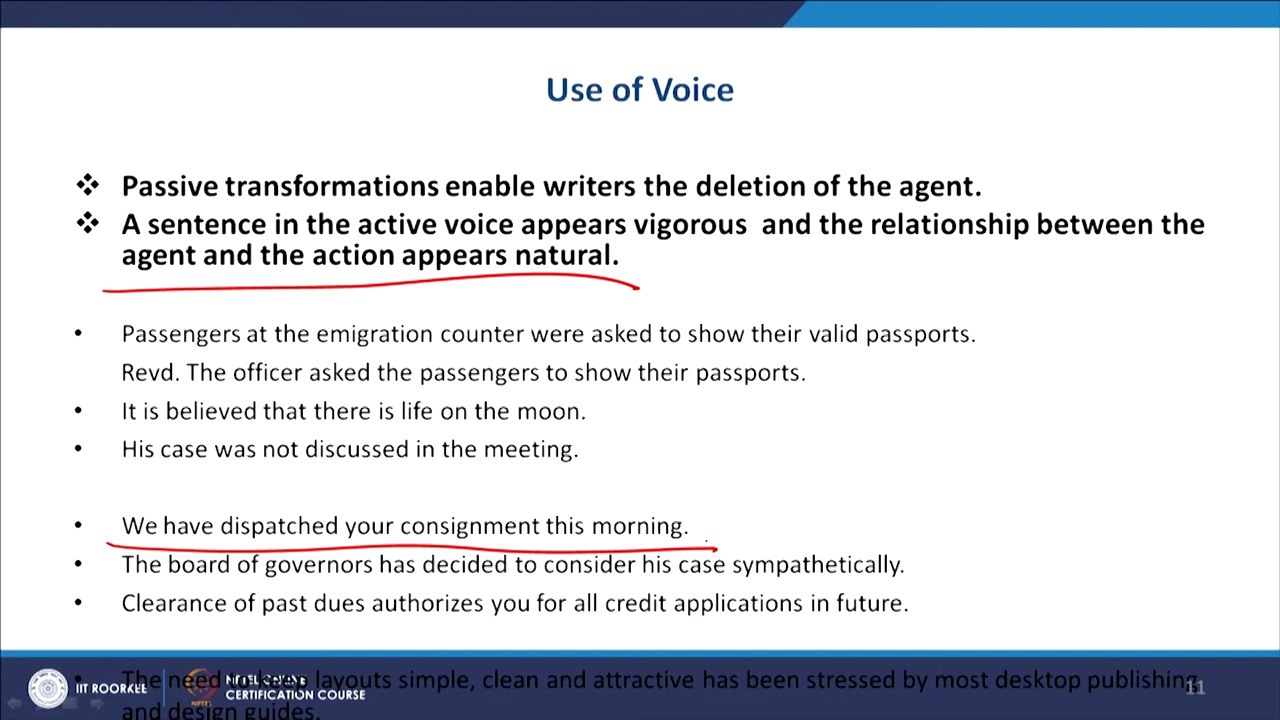 Use of Voice
❖ Passive transformations enable writers the deletion of the agent.
❖ A sentence in the active voice appears vigorous and the relationship between the
agent and the action appears natural.
• Passengers at the emigration counter were asked to show their valid passports.
Revd. The officer asked the passengers to show their passports.
• It is believed that there is life on the moon.
• His case was not discussed in the meeting.
• We have dispatched your consignment this morning.
• The board of governors has decided to consider his case sympathetically.
• Clearance of past dues authorizes you for all credit applications in future.
• The need to keep layouts simple, clean and attractive has been stressed by most desktop publishing
and design guides.
IIT ROORKEE
NPTEL ONLINE
CERTIFICATION COURSE
11